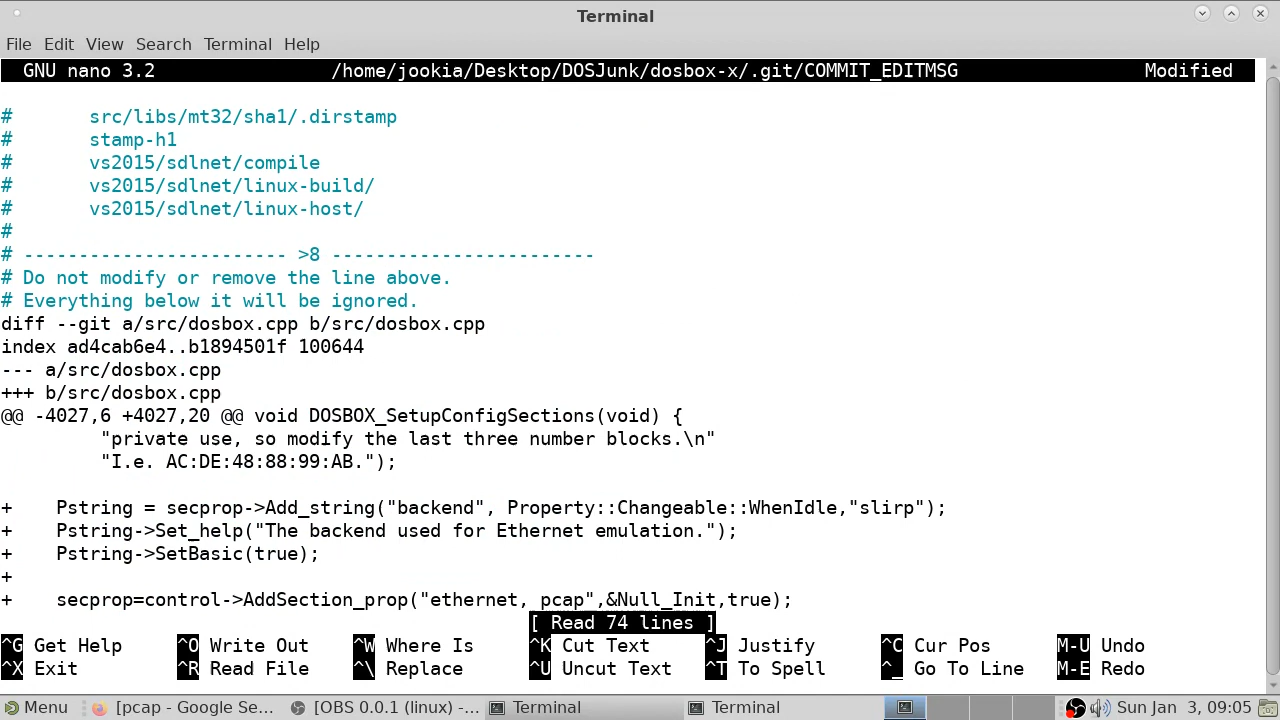 Terminal
File Edit View Search Terminal Help
GNU nano 3.2 /home/jookia/Desktop/DOSJunk/dosbox-x/.git/COMMIT_EDITMSG Modified
# src/libs/mt32/sha1/.dirstamp
# stamp-h1
# vs2015/sdlnet/compile
# vs2015/sdlnet/linux-build/
# vs2015/sdlnet/linux-host/
#
# ------------------------ >8 ------------------------
# Do not modify or remove the line above.
# Everything below it will be ignored.
diff --git a/src/dosbox.cpp b/src/dosbox.cpp
index ad4cab6e4..b1894501f 100644
--- a/src/dosbox.cpp
+++ b/src/dosbox.cpp
@@ -4027,6 +4027,20 @@ void DOSBOX_SetupConfigSections(void) {
"private use, so modify the last three number blocks.\n"
"I.e. AC:DE:48:88:99:AB.");
+ Pstring = secprop->Add_string("backend", Property::Changeable::WhenIdle,"slirp");
+ Pstring->Set_help("The backend used for Ethernet emulation.");
+ Pstring->SetBasic(true);
+
+ secprop=control->AddSection_prop("ethernet, pcap",&Null_Init,true);
[ Read 74 lines ]
^G Get Help ^O Write Out ^W Where Is ^K Cut Text ^J Justify ^C Cur Pos M-U Undo
^X Exit ^R Read File ^\ Replace ^U Uncut Text ^T To Spell ^_ Go To Line M-E Redo
Menu [pcap - Google Se... [OBS 0.0.1 (linux) -... Terminal Terminal Sun Jan 3, 09:05